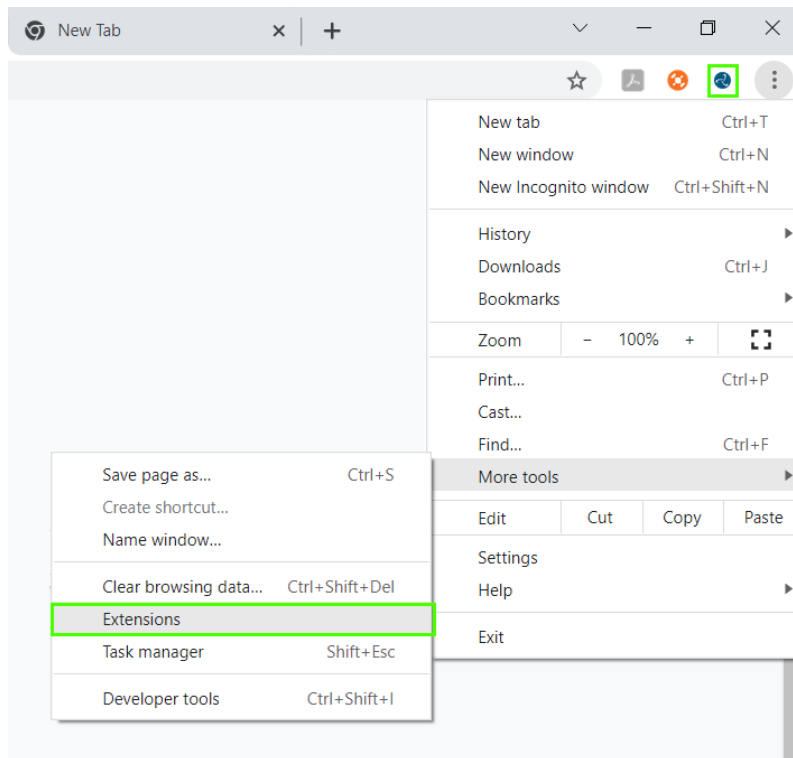 New Tab
New tab Ctrl+T
New window Ctrl+N
New Incognito window Ctrl+Shift+N
History
Downloads Ctrl+J
Bookmarks
Zoom - 100% +
Print... Ctrl+P
Cast...
Find... Ctrl+F
More tools
Edit Cut Copy Paste
Settings
Help
Exit
Save page as... Ctrl+S
Create shortcut...
Name window...
Clear browsing data... Ctrl+Shift+Del
Extensions
Task manager Shift+Esc
Developer tools Ctrl+Shift+I